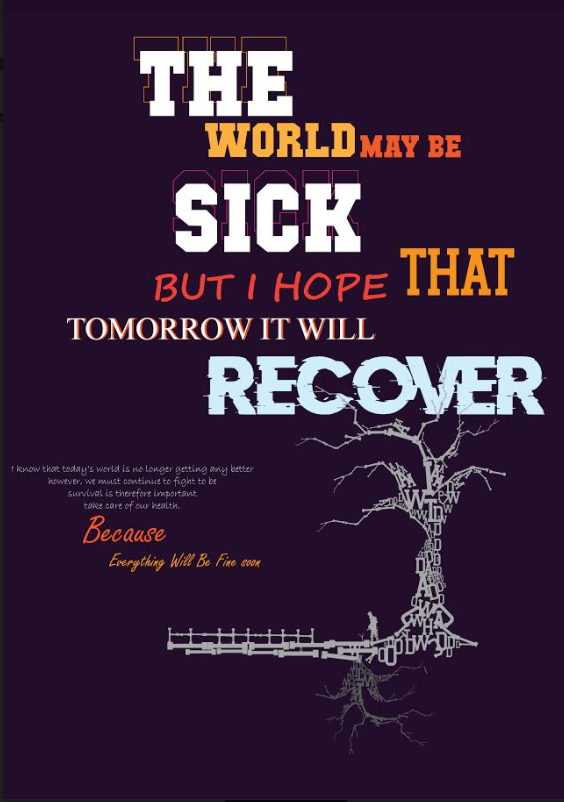 THE
WORLD MAY BE
SICK
BUT I HOPE THAT
TOMORROW IT WILL
RECOVER
I know that today's world is no longer getting any better
however, we must continue to fight to be
survival is therefore important
take care of our health.
Because
Everything Will Be Fine soon